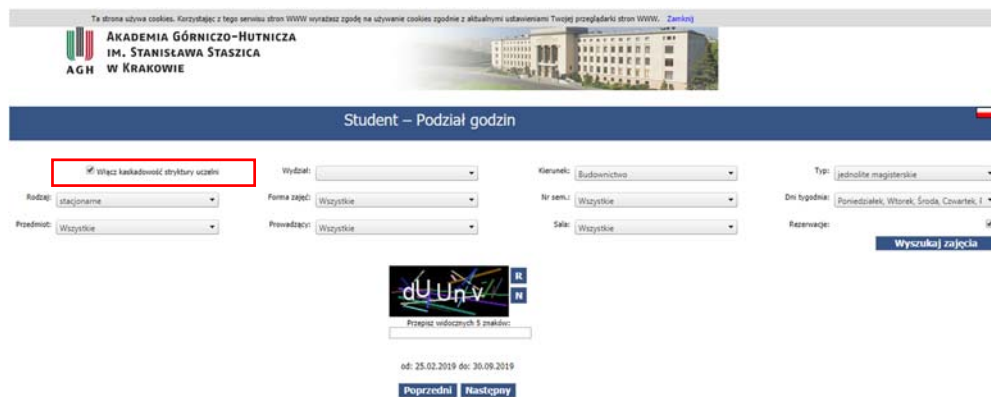 Ta strona używa cookies. Korzystając z tego serwisu stron WWW wyrażasz zgodę na używanie cookies zgodnie z aktualnymi ustawieniami Twojej przeglądarki stron WWW. Zamknij
AKADEMIA GÓRNICZO-HUTNICZA
IM. STANISŁAWA STASZICA
W KRAKOWIE
AGH
Student – Podział godzin
Włącz kaskadowość stryktury uczelni Wydział: Kierunek: Budownictwo Typ: jednolite magisterskie
Rodzaj: stacjonarne Forma zajęć: Wszystkie Nr sem.: Wszystkie Dni tygodnia: Poniedziałek, Wtorek, Środa, Czwartek,
Przedmiot: Wszystkie Prowadzący: Wszystkie Sala: Wszystkie Rezerwacje:
Wyszukaj zajęcia
R
N
Przepisz widocznych 5 znaków:
od: 25.02.2019 do: 30.09.2019
Poprzedni Następny